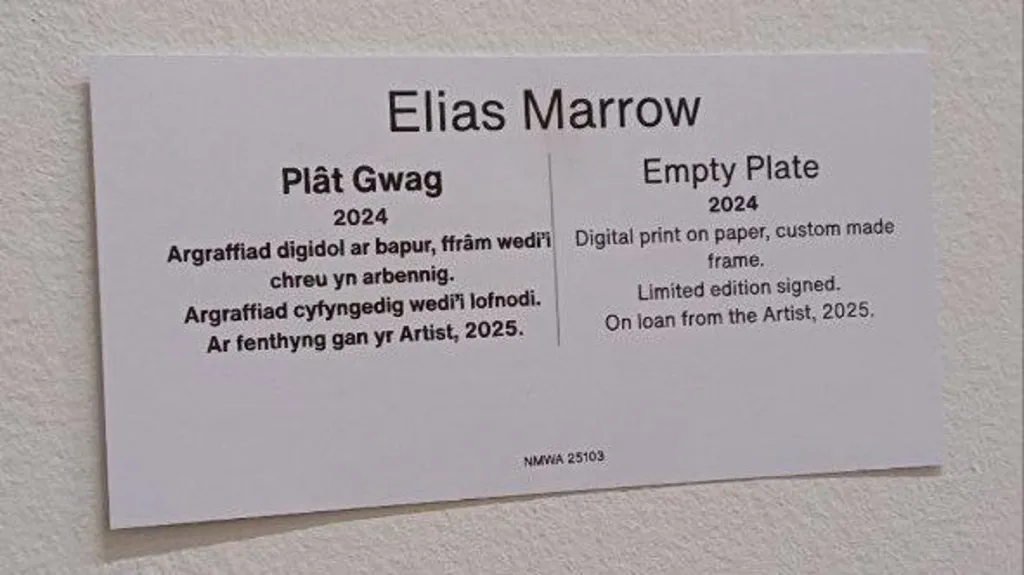 Elias Marrow
Plât Gwag
2024
Argraffiad digidol ar bapur, ffrâm wedi'i
chreu yn arbennig.
Argraffiad cyfyngedig wedi'i lofnodi.
Ar fenthyng gan yr Artist, 2025.
Empty Plate
2024
Digital print on paper, custom made
frame.
Limited edition signed.
On loan from the Artist, 2025.
NMWA 25103